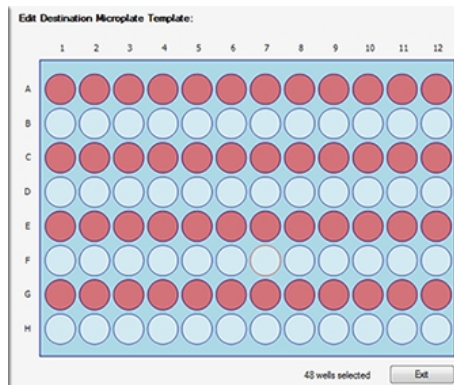 Edit Destination Microplate Template:
1 2 3 4 5 6 7 8 9 10 11 12
A
B
C
D
E
F
G
H
48 wells selected Exit